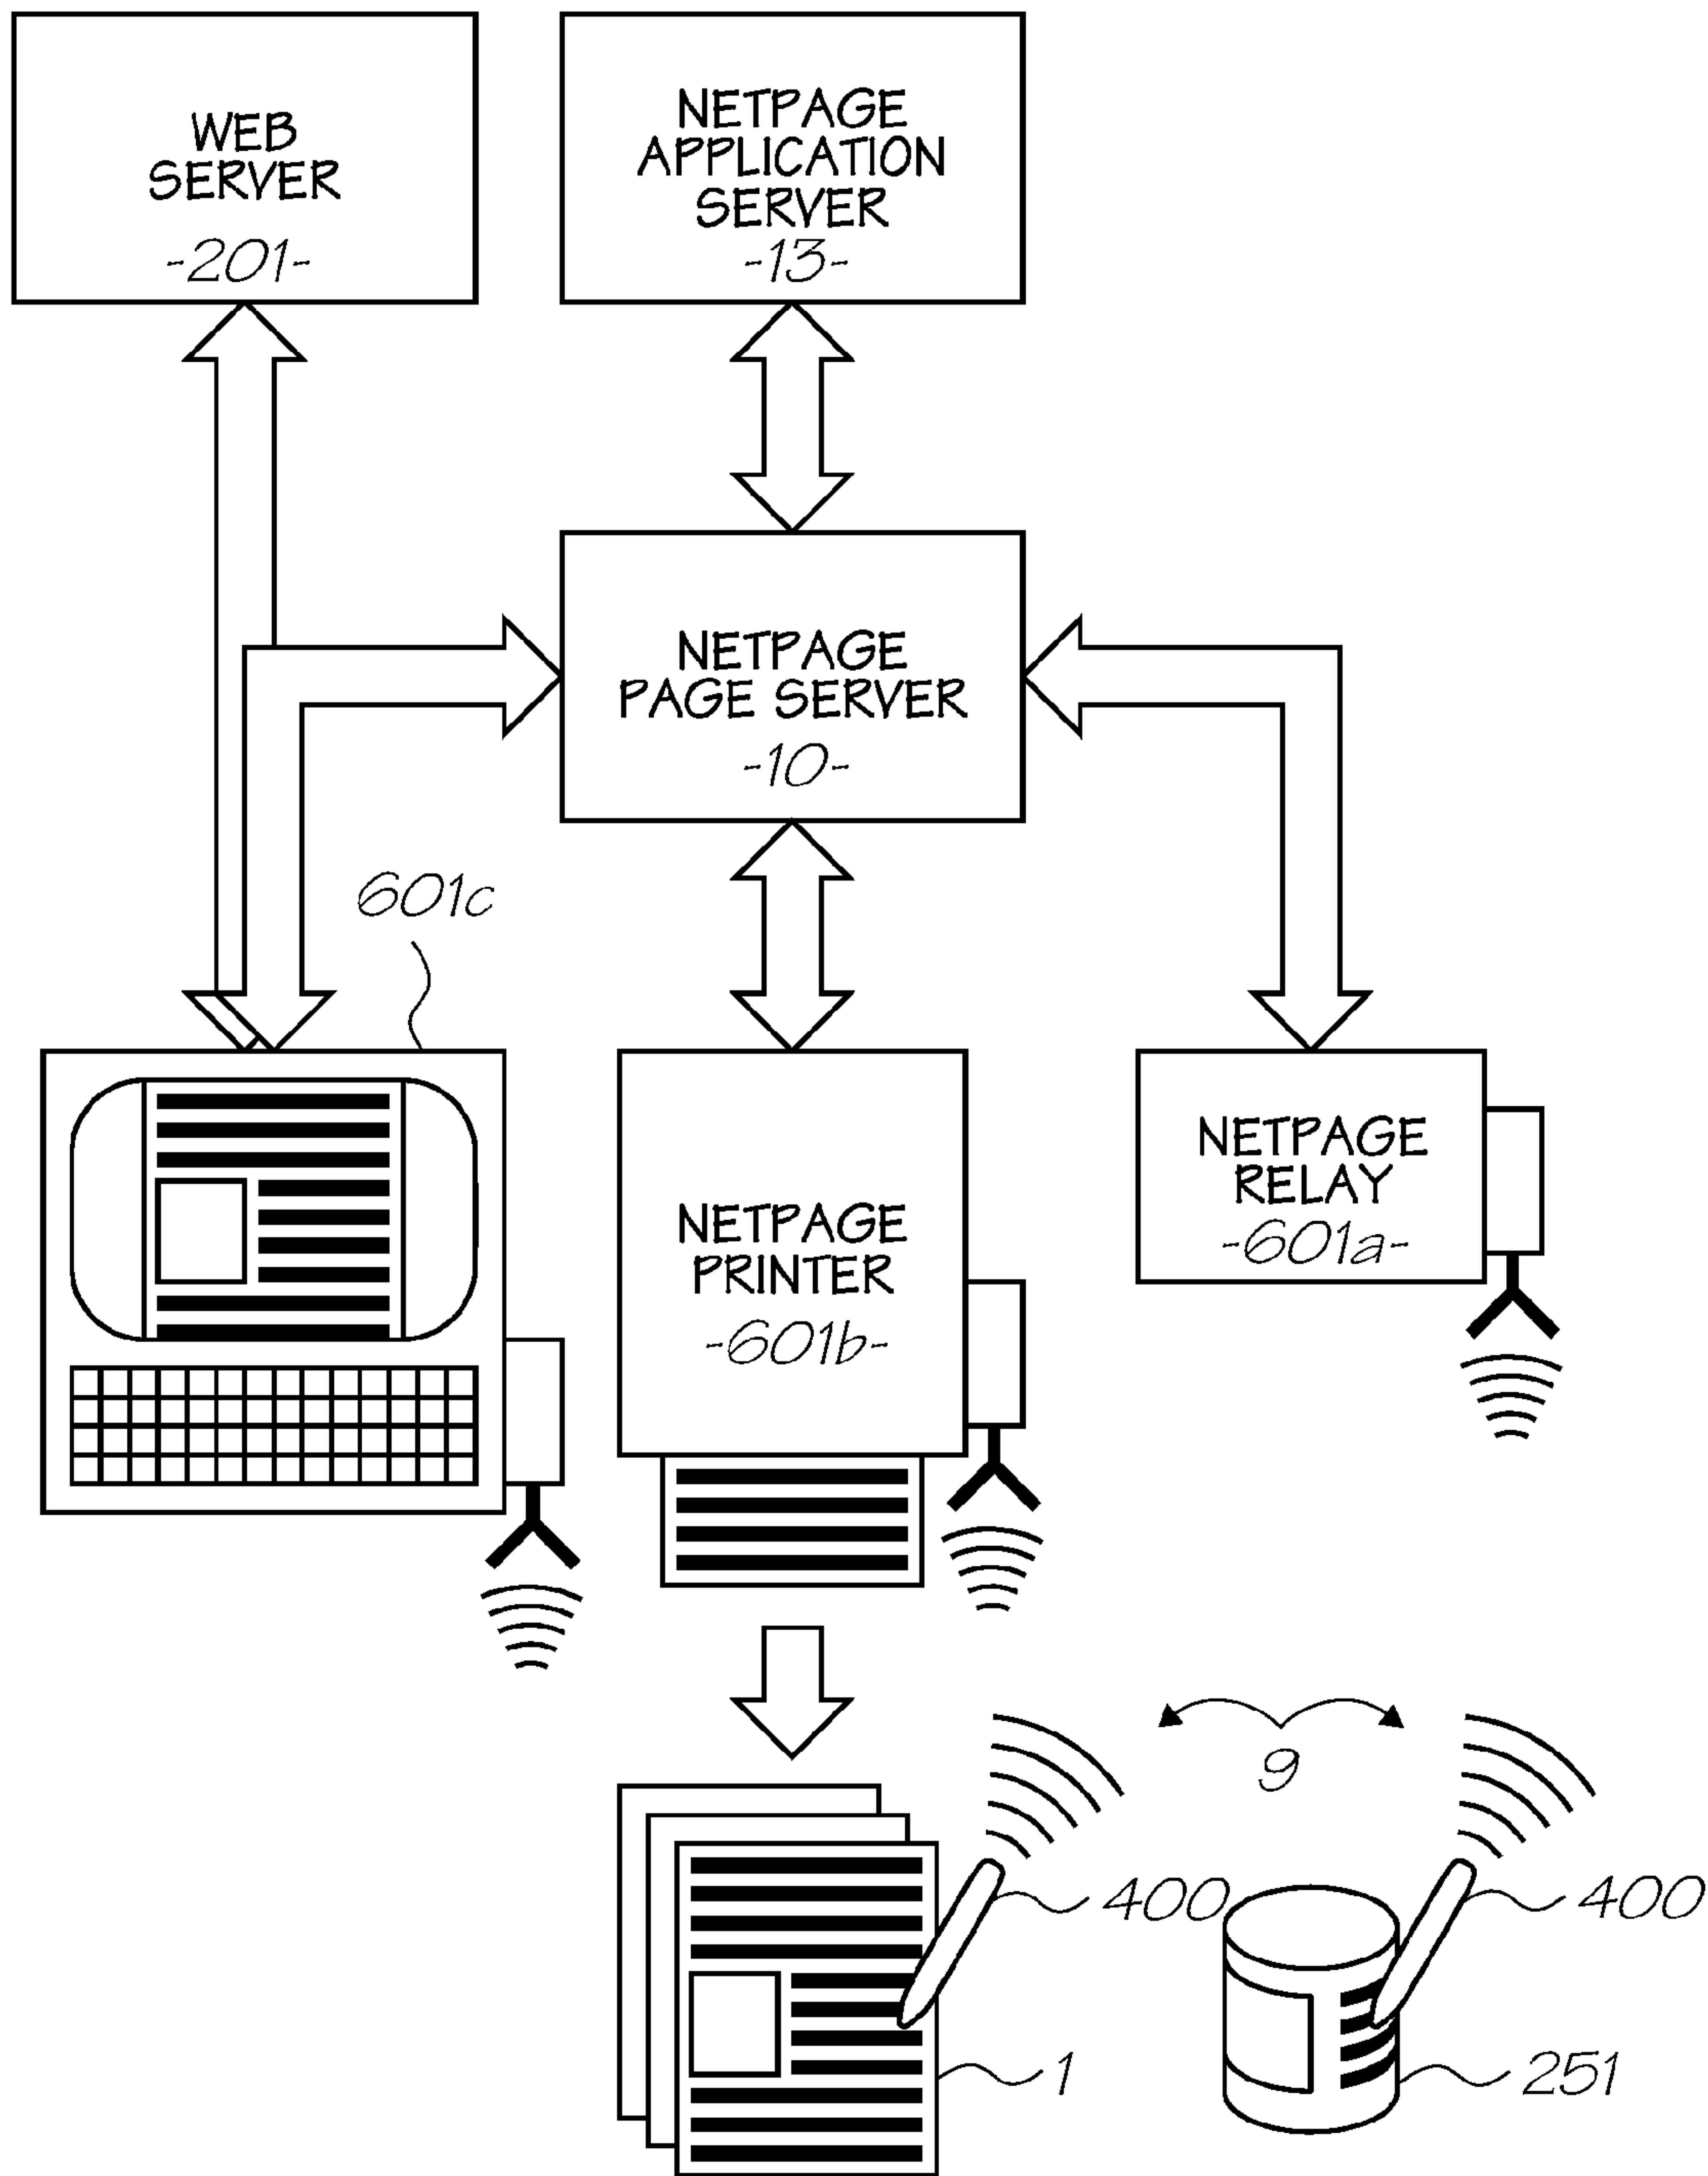 WEB
SERVER
-201-
NETPAGE
APPLICATION
SERVER
-13-
NETPAGE
PAGE SERVER
-10-
601c
NETPAGE
PRINTER
-601b-
NETPAGE
RELAY
-601a-
9
400
400
1
251